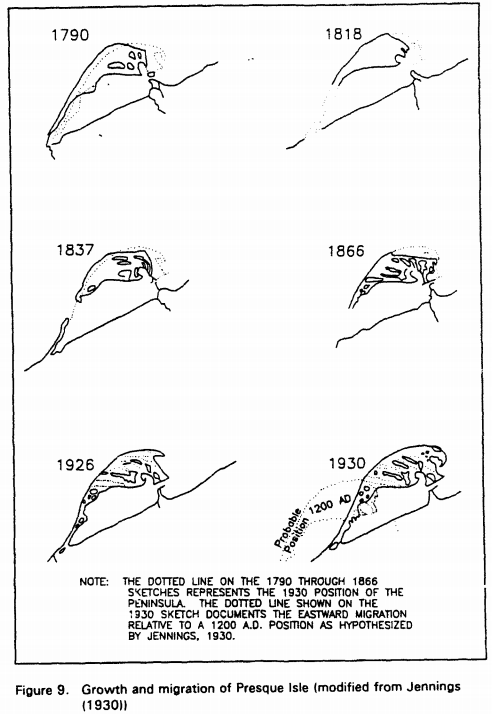 1790
1818
1837
1866
1926
1930
Probable
Position
1200 AD
NOTE: THE DOTTED LINE ON THE 1790 THROUGH 1866
SKETCHES REPRESENTS THE 1930 POSITION OF THE
PENINSULA. THE DOTTED LINE SHOWN ON THE
1930 SKETCH DOCUMENTS THE EASTWARD MIGRATION
RELATIVE TO A 1200 A.D. POSITION AS HYPOTHESIZED
BY JENNINGS, 1930.
Figure 9. Growth and migration of Presque Isle (modified from Jennings
(1930))